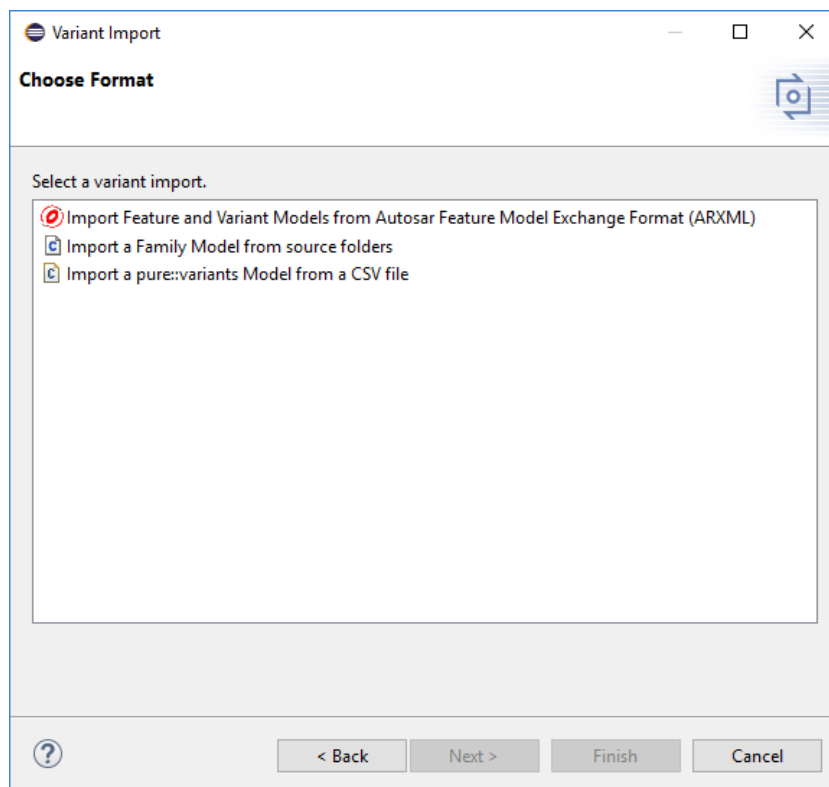 Variant Import
Choose Format
Select a variant import.
Import Feature and Variant Models from Autosar Feature Model Exchange Format (ARXML)
Import a Family Model from source folders
Import a pure::variants Model from a CSV file
< Back Next > Finish Cancel